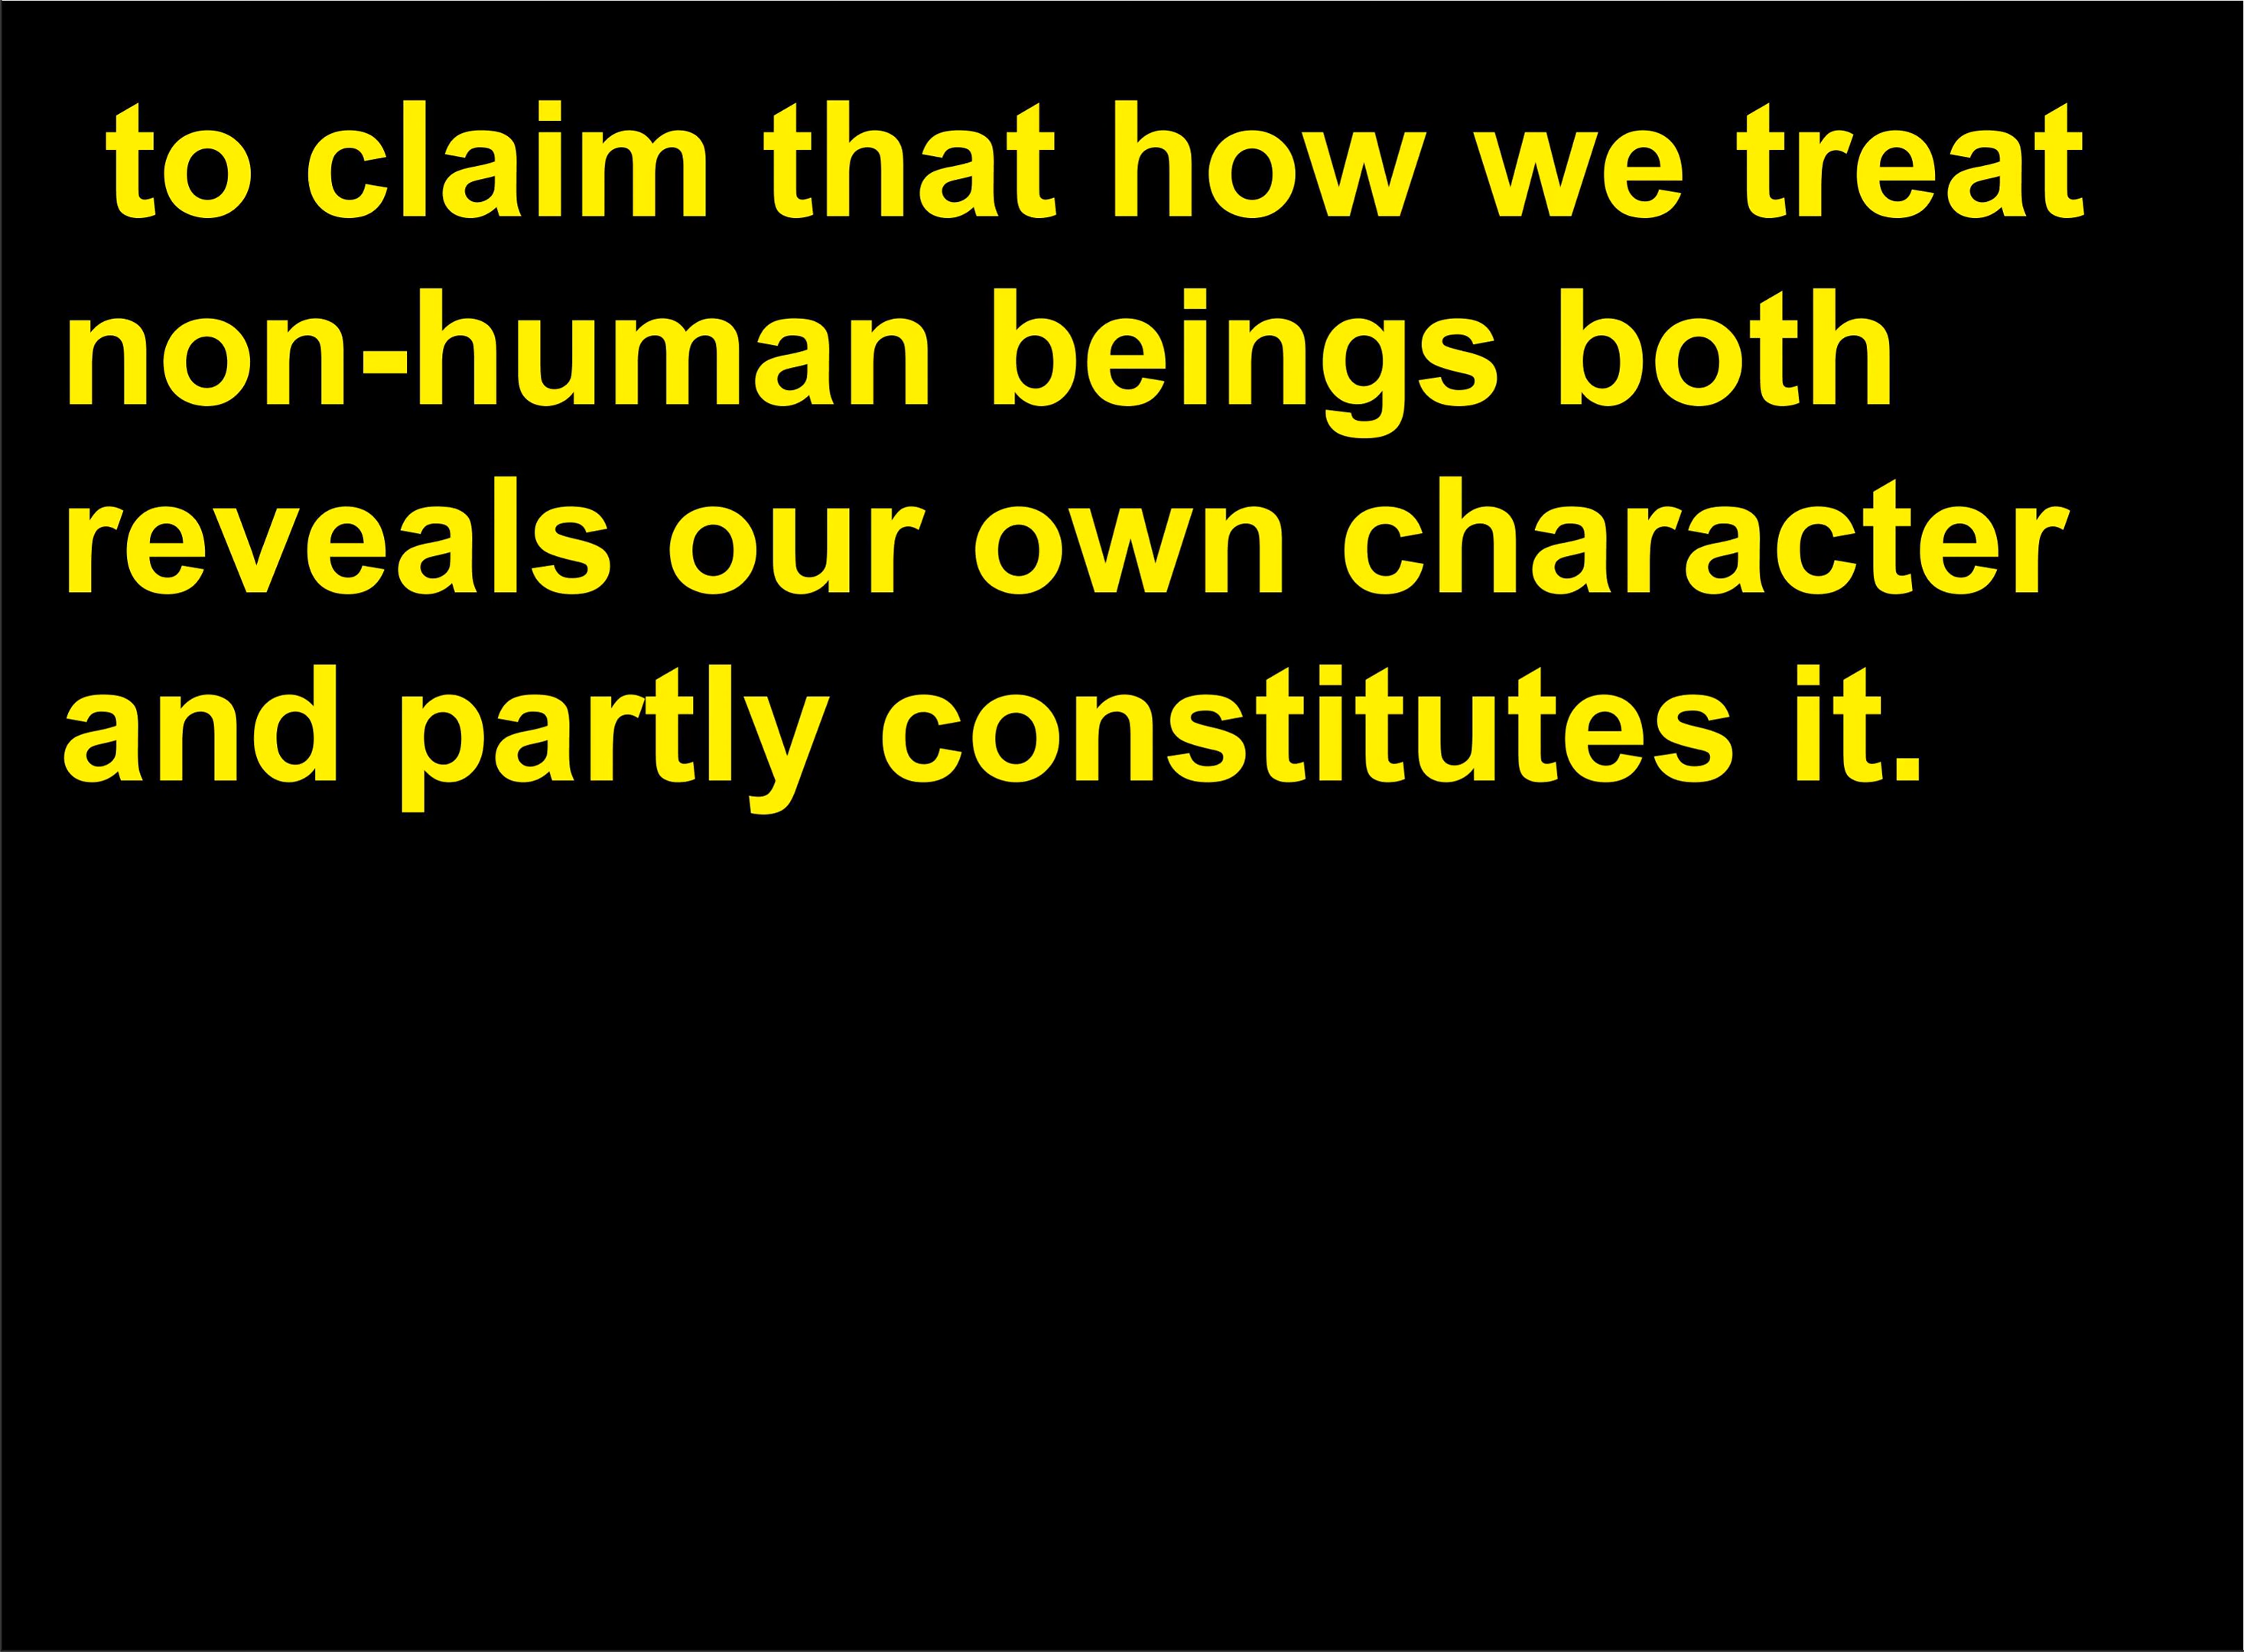 to claim that how we treat
non-human beings both
reveals our own character
and partly constitutes it.